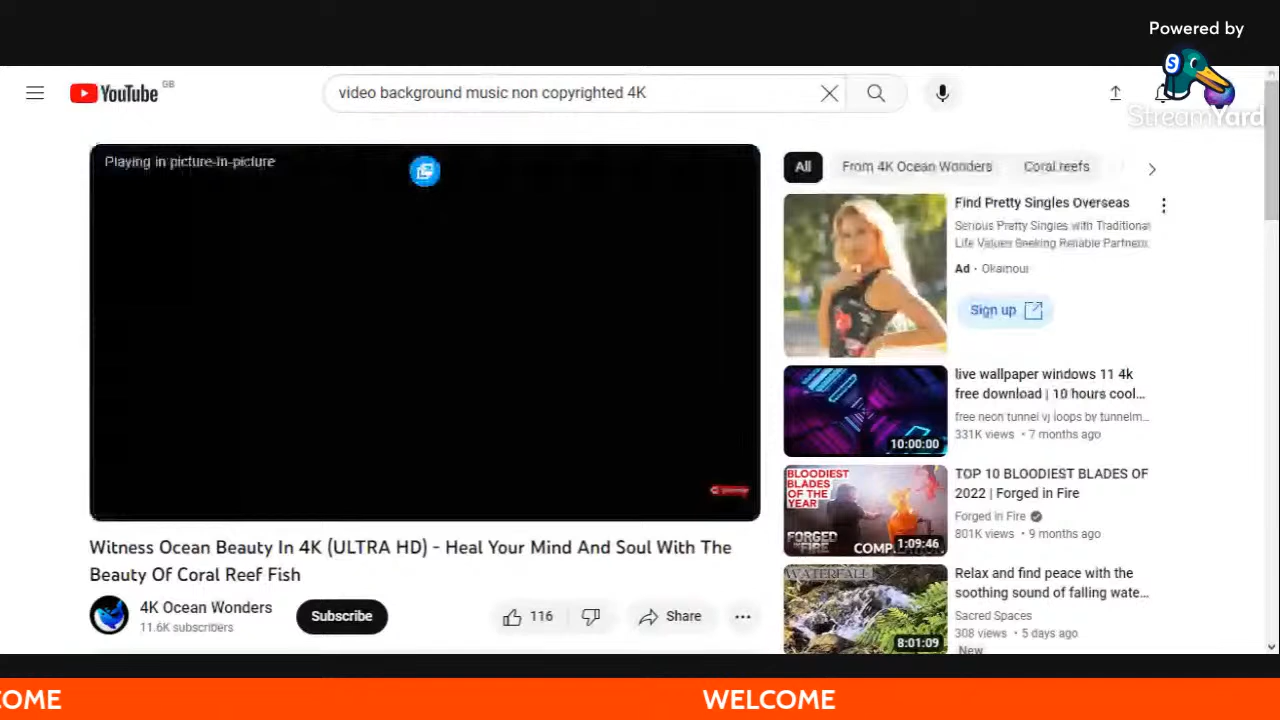 Powered by
StreamYard
YouTube GB
video background music non copyrighted 4K
Playing in picture-in-picture
All
From 4K Ocean Wonders
Coral reefs
Find Pretty Singles Overseas
Serious Pretty Singles with Traditional
Life Values Seeking Reliable Partners.
Ad · Okamour
Sign up
live wallpaper windows 11 4k
free download | 10 hours cool...
free neon tunnel vj loops by tunnelm...
331K views • 7 months ago
10:00:00
BLOODIEST
BLADES
OF THE
YEAR
FORGED
IN FIRE
1:09:46
TOP 10 BLOODIEST BLADES OF
2022 | Forged in Fire
Forged in Fire
801K views • 9 months ago
WATERFALL
8:01:09
Relax and find peace with the
soothing sound of falling wate...
Sacred Spaces
308 views • 5 days ago
New
Witness Ocean Beauty In 4K (ULTRA HD) - Heal Your Mind And Soul With The
Beauty Of Coral Reef Fish
4K Ocean Wonders
11.6K subscribers
Subscribe
116
Share
COME
WELCOME